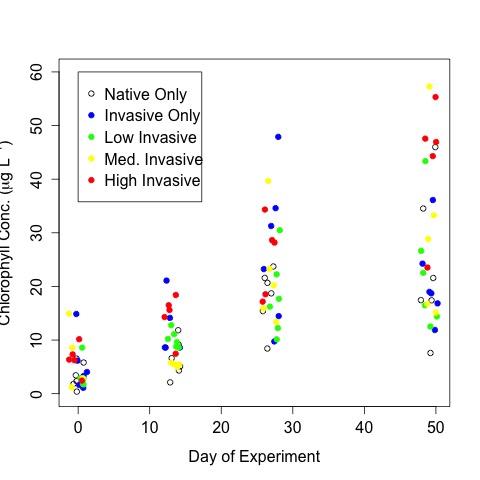 Native Only
Invasive Only
Low Invasive
Med. Invasive
High Invasive
Chlorophyll Conc. (µg L
60
50
40
30
20
10
0
0 10 20 30 40 50
Day of Experiment